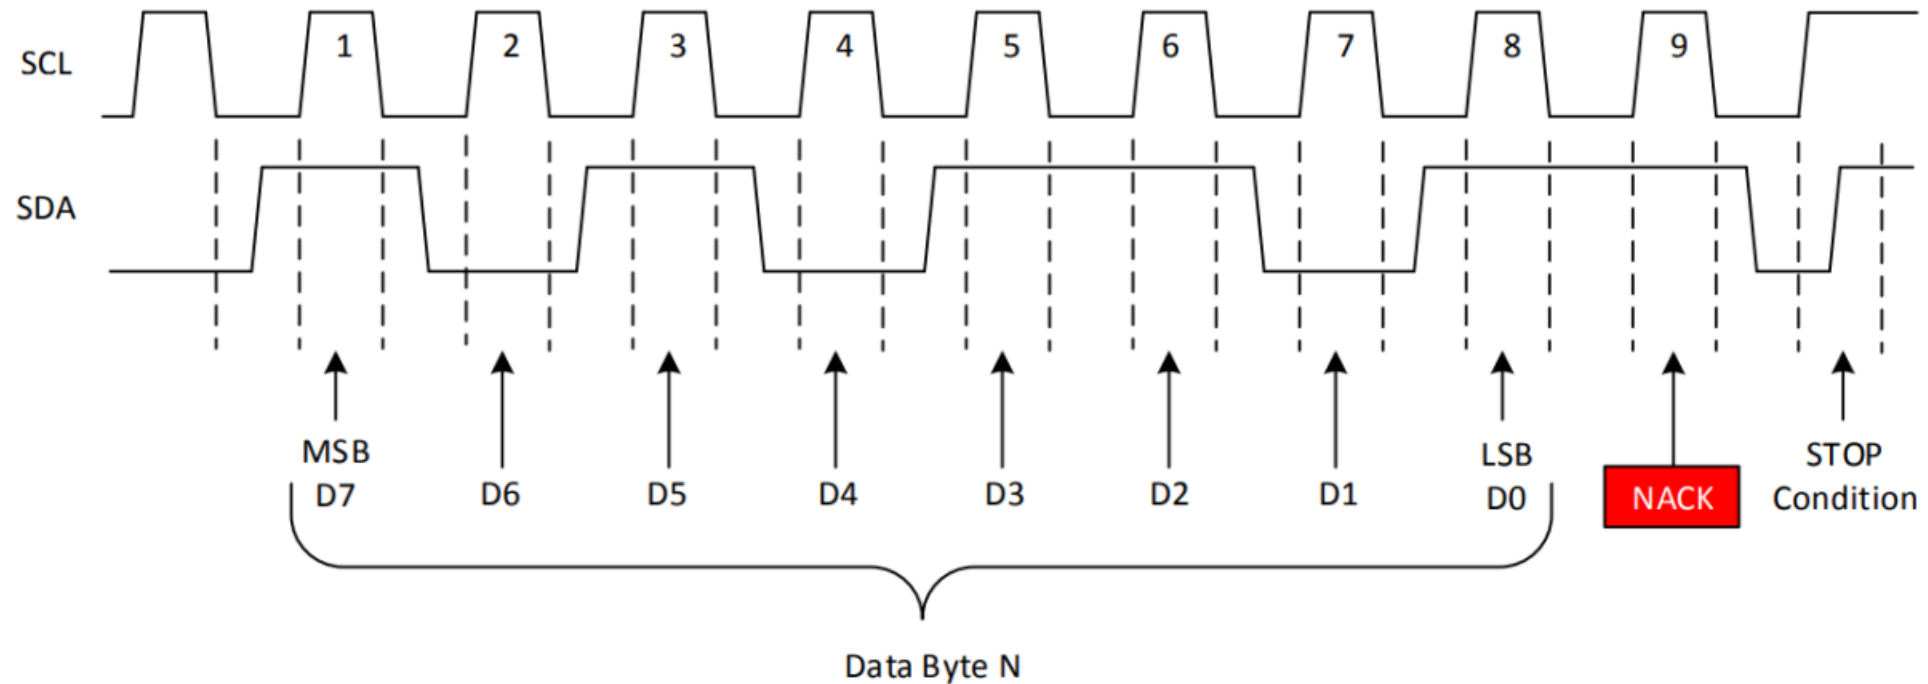 SCL
1 2 3 4 5 6 7 8 9
SDA
MSB LSB STOP
D7 D6 D5 D4 D3 D2 D1 D0 NACK Condition
Data Byte N